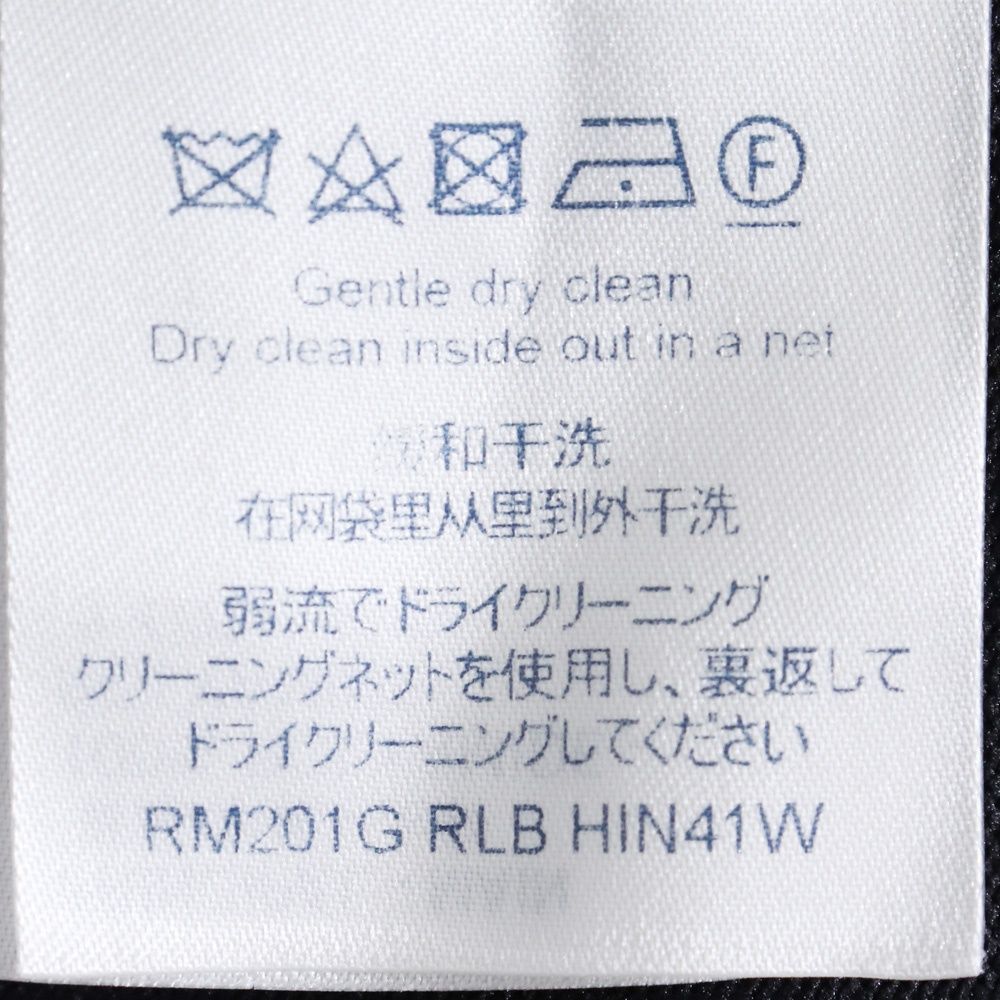 F
Gentle dry clean
Dry clean inside out in a net
缓和干洗
在网袋里从里到外干洗
弱流でドライクリーニング
クリーニングネットを使用し、裏返して
ドライクリーニングしてください
RM201G RLB HIN41W